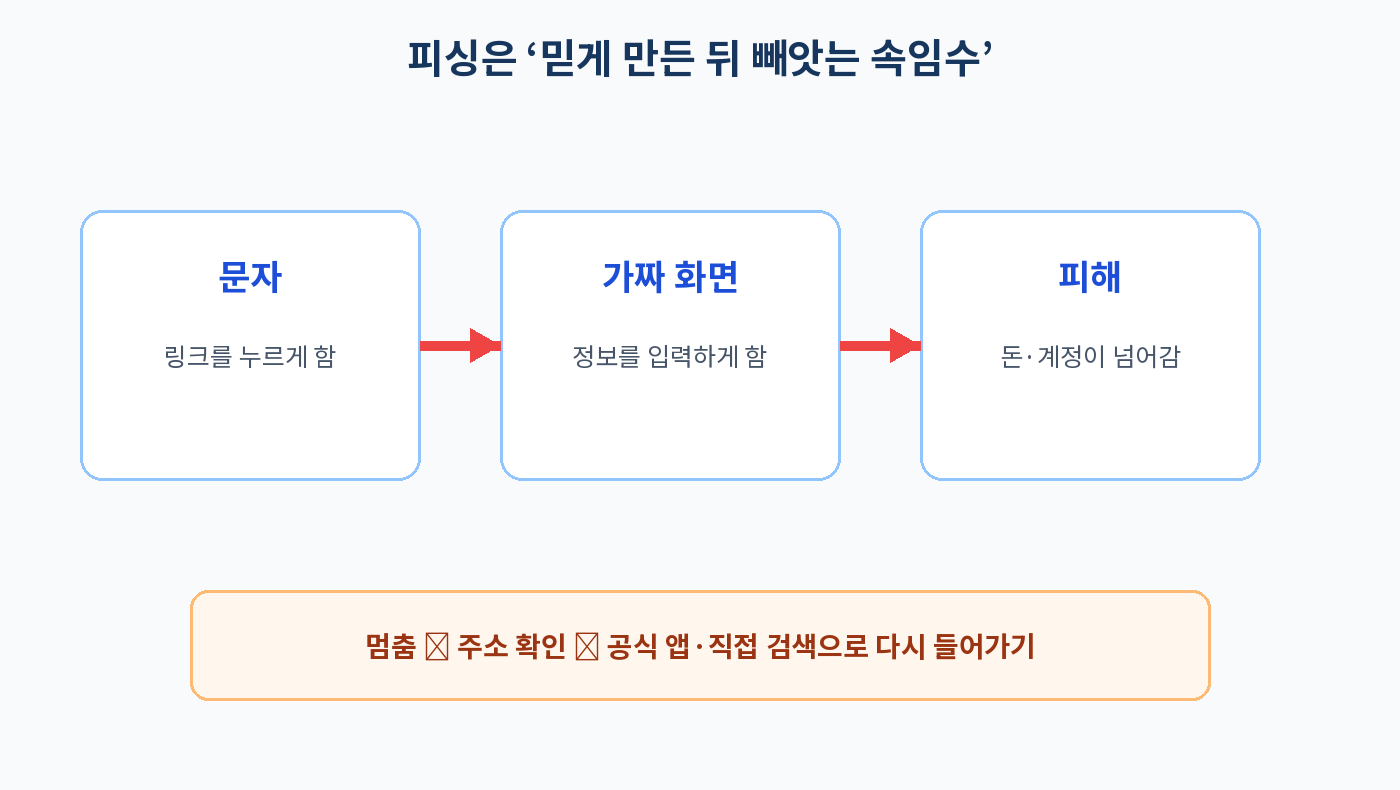 피싱은 ‘믿게 만든 뒤 빼앗는 속임수’
문자
링크를 누르게 함
가짜 화면
정보를 입력하게 함
피해
돈·계정이 넘어감
멈춤 ☒ 주소 확인 ☒ 공식 앱·직접 검색으로 다시 들어가기